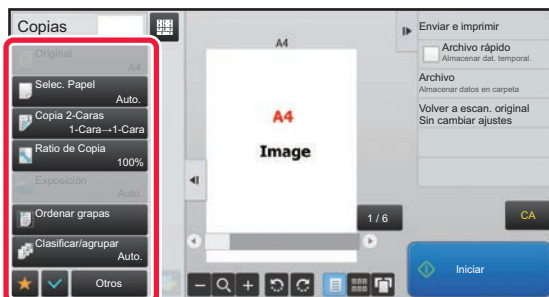 Copias
Original
A4
Selec. Papel
Auto.
Copia 2-Caras
1-Cara→1-Cara
Ratio de Copia
100%
Exposición
Auto.
Ordenar grapas
Clasificar/agrupar
Auto.
Otros
A4
A4
Image
1 / 6
Enviar e imprimir
Archivo rápido
Almacenar dat. temporal.
Archivo
Almacenar datos en carpeta
Volver a escan. original
Sin cambiar ajustes
CA
Iniciar